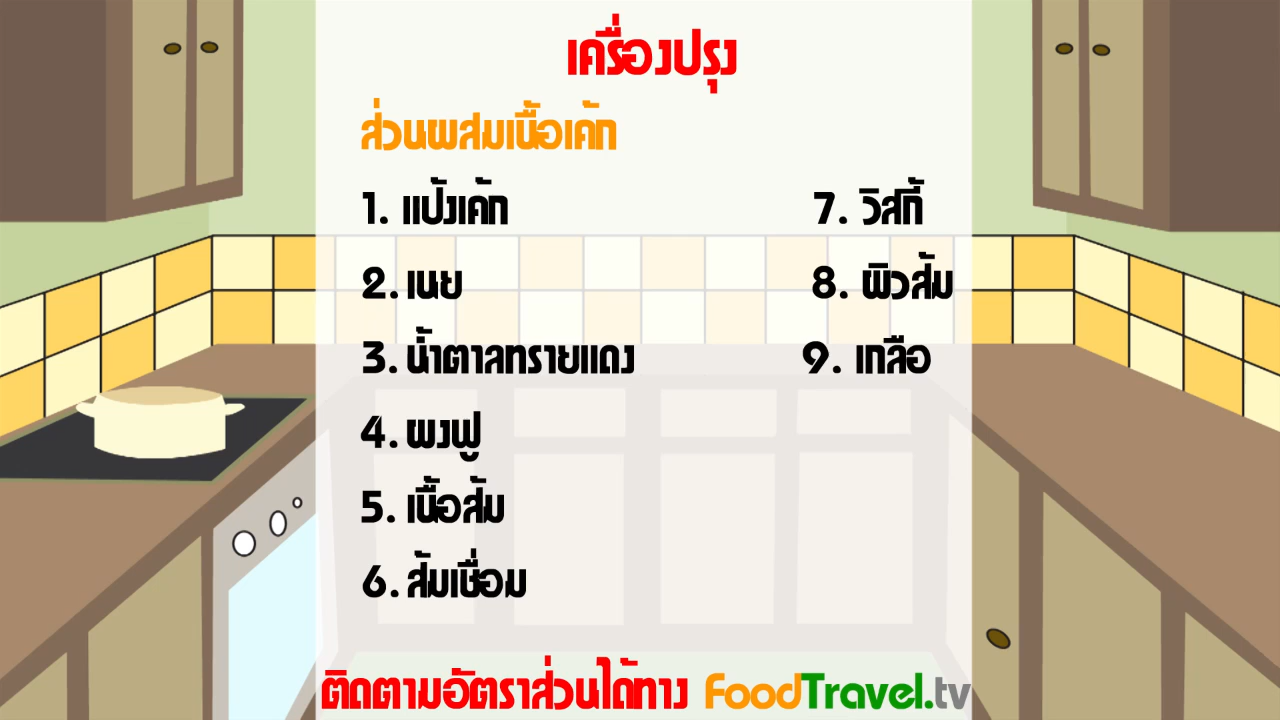 เครื่องปรุง
ส่วนผสมเนื้อเค้ก
1. แป้งเค้ก
2. เนย
3. น้ำตาลทรายแดง
4. ผงฟู
5. เนื้อส้ม
6. ส้มเชื่อม
7. วิสกี้
8. ผิวส้ม
9. เกลือ
ติดตามอัตราส่วนได้ทาง FoodTravel.tv